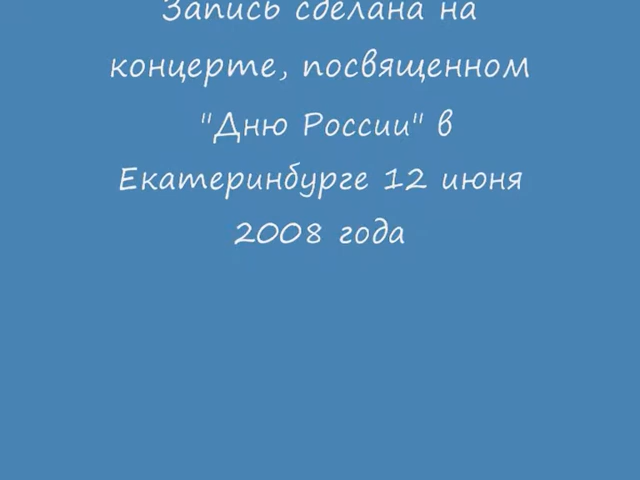 Запись сделана на
концерте, посвященном
"Дню России" в
Екатеринбурге 12 июня
2008 года